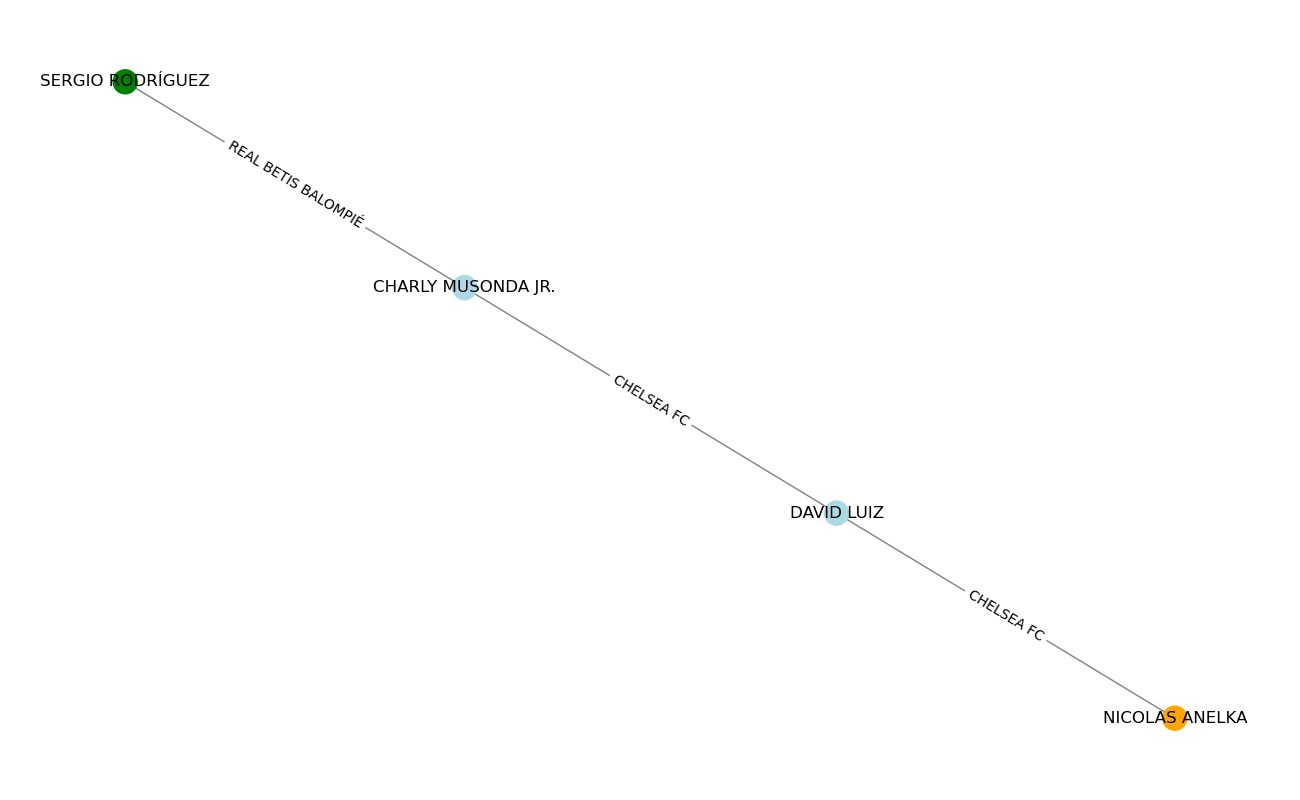 SERGIO RODRÍGUEZ
REAL BETIS BALOMPIÉ
CHARLY MUSONDA JR.
CHELSEA FC
DAVID LUIZ
CHELSEA FC
NICOLAS ANELKA